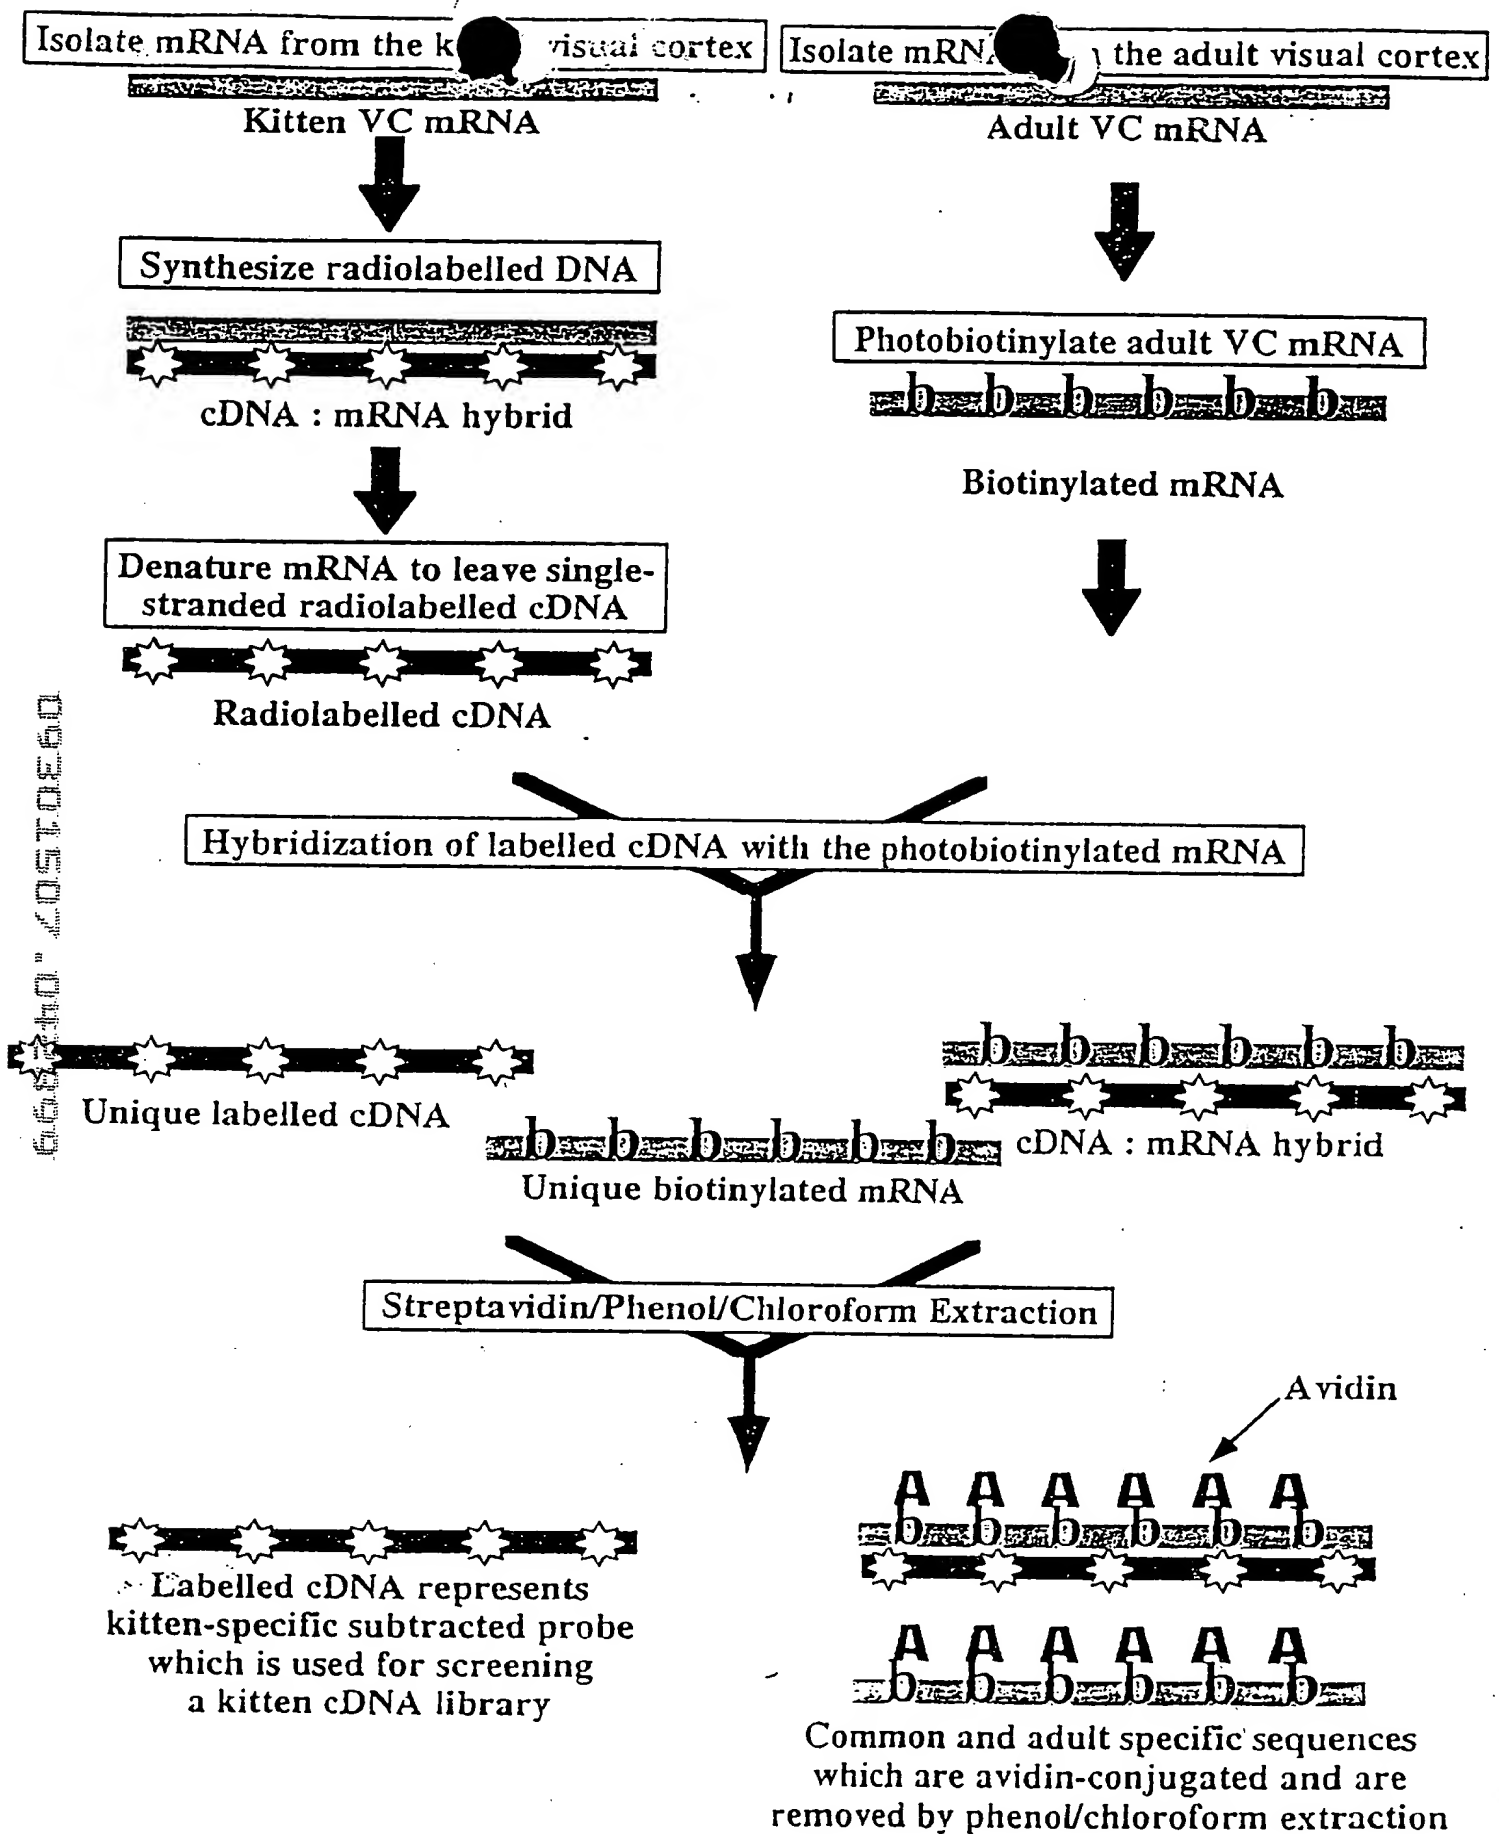 Isolate mRNA from the visual cortex
Kitten VC mRNA
Synthesize radiolabelled DNA
cDNA : mRNA hybrid
Denature mRNA to leave single-
stranded radiolabelled cDNA
Radiolabelled cDNA
Isolate the adult visual cortex
Adult VC mRNA
Photobiotinylate adult VC mRNA
b b b b b b
Biotinylated mRNA
Hybridization of labelled cDNA with the photobiotinylated mRNA
Unique labelled cDNA
b b b b b b
Unique biotinylated mRNA
b b b b b b
cDNA : mRNA hybrid
Streptavidin/Phenol/Chloroform Extraction
Labelled cDNA represents
kitten-specific subtracted probe
which is used for screening
a kitten cDNA library
Avidin
A A A A A A
b b b b b b
A A A A A A
b b b b b b
Common and adult specific sequences
which are avidin-conjugated and are
removed by phenol/chloroform extraction